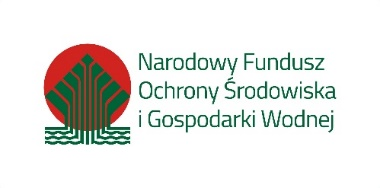 Narodowy Fundusz
Ochrony Środowiska
i Gospodarki Wodnej